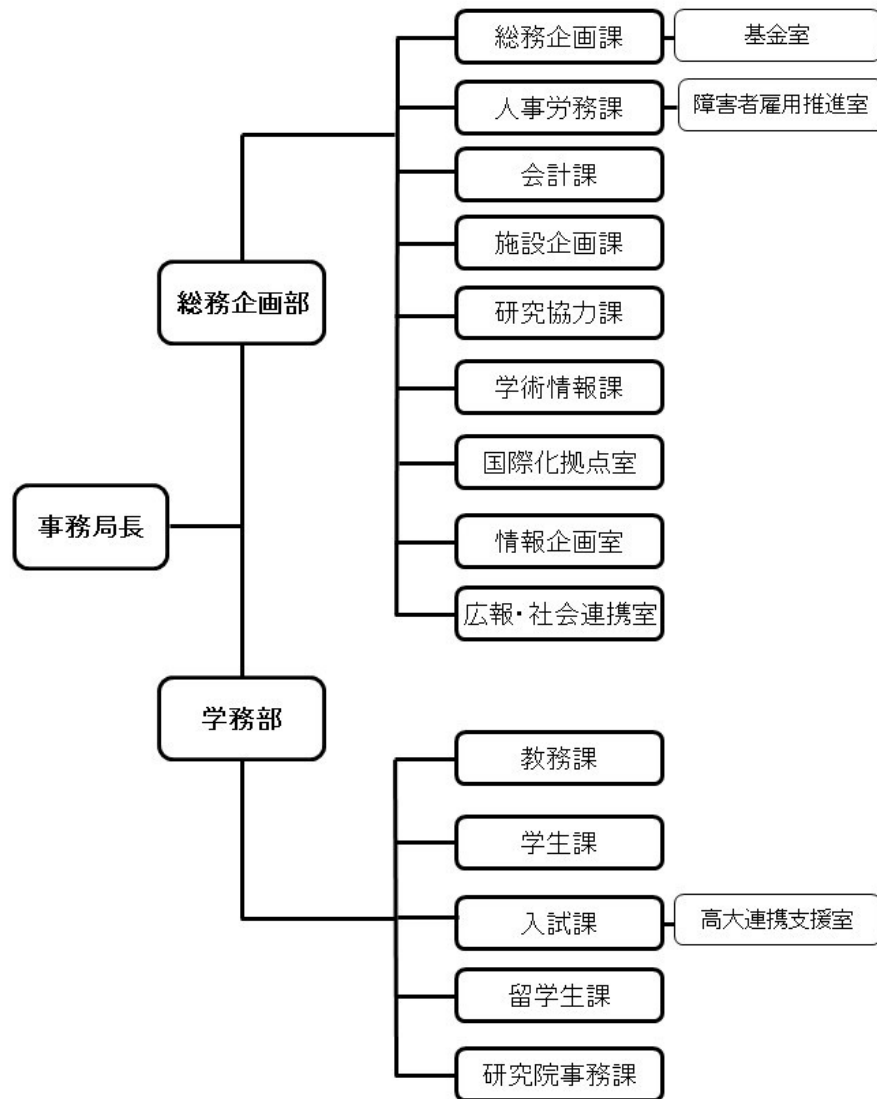 総務企画課
基金室
人事労務課
障害者雇用推進室
会計課
施設企画課
総務企画部
研究協力課
学術情報課
国際化拠点室
事務局長
情報企画室
広報・社会連携室
学務部
教務課
学生課
入試課
高大連携支援室
留学生課
研究院事務課